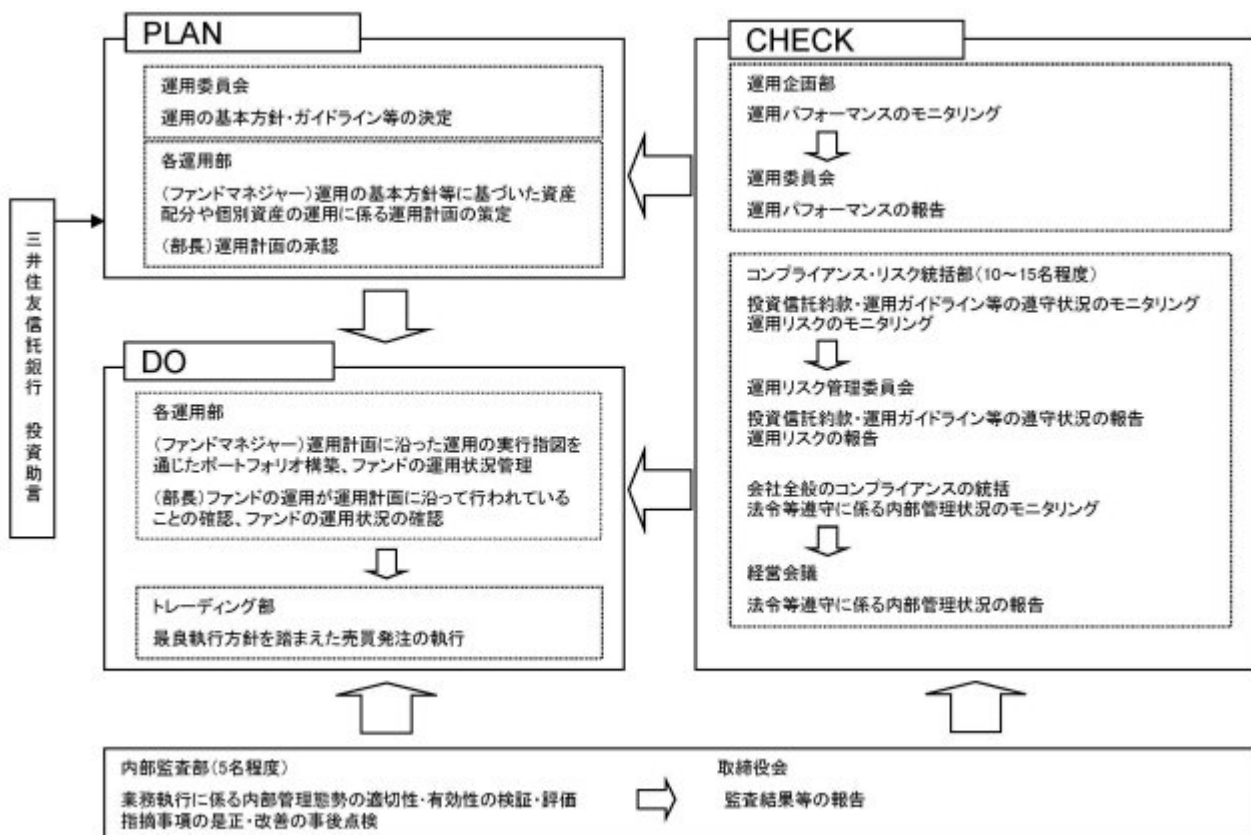 PLAN
運用委員会
運用の基本方針・ガイドライン等の決定
各運用部
(ファンドマネジャー)運用の基本方針等に基づいた資産
配分や個別資産の運用に係る運用計画の策定
(部長)運用計画の承認
三井住友信託銀行 投資助言
DO
各運用部
(ファンドマネジャー)運用計画に沿った運用の実行指図を
通じたポートフォリオ構築、ファンドの運用状況管理
(部長)ファンドの運用が運用計画に沿って行われている
ことの確認、ファンドの運用状況の確認
トレーディング部
最良執行方針を踏まえた売買発注の執行
CHECK
運用企画部
運用パフォーマンスのモニタリング
運用委員会
運用パフォーマンスの報告
コンプライアンス・リスク統括部(10~15名程度)
投資信託約款・運用ガイドライン等の遵守状況のモニタリング
運用リスクのモニタリング
運用リスク管理委員会
投資信託約款・運用ガイドライン等の遵守状況の報告
運用リスクの報告
会社全般のコンプライアンスの統括
法令等遵守に係る内部管理状況のモニタリング
経営会議
法令等遵守に係る内部管理状況の報告
内部監査部(5名程度)
業務執行に係る内部管理態勢の適切性・有効性の検証・評価
指摘事項の是正・改善の事後点検
取締役会
監査結果等の報告